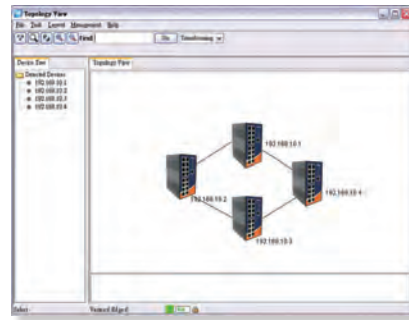 Topology View
File Task Layout Management Help
Find Go Transforming
Device Tree
Detected Devices
192.168.10.1
192.168.10.2
192.168.10.3
192.168.10.4
Topology View
192.168.10.1
192.168.10.2
192.168.10.4
192.168.10.3
Select